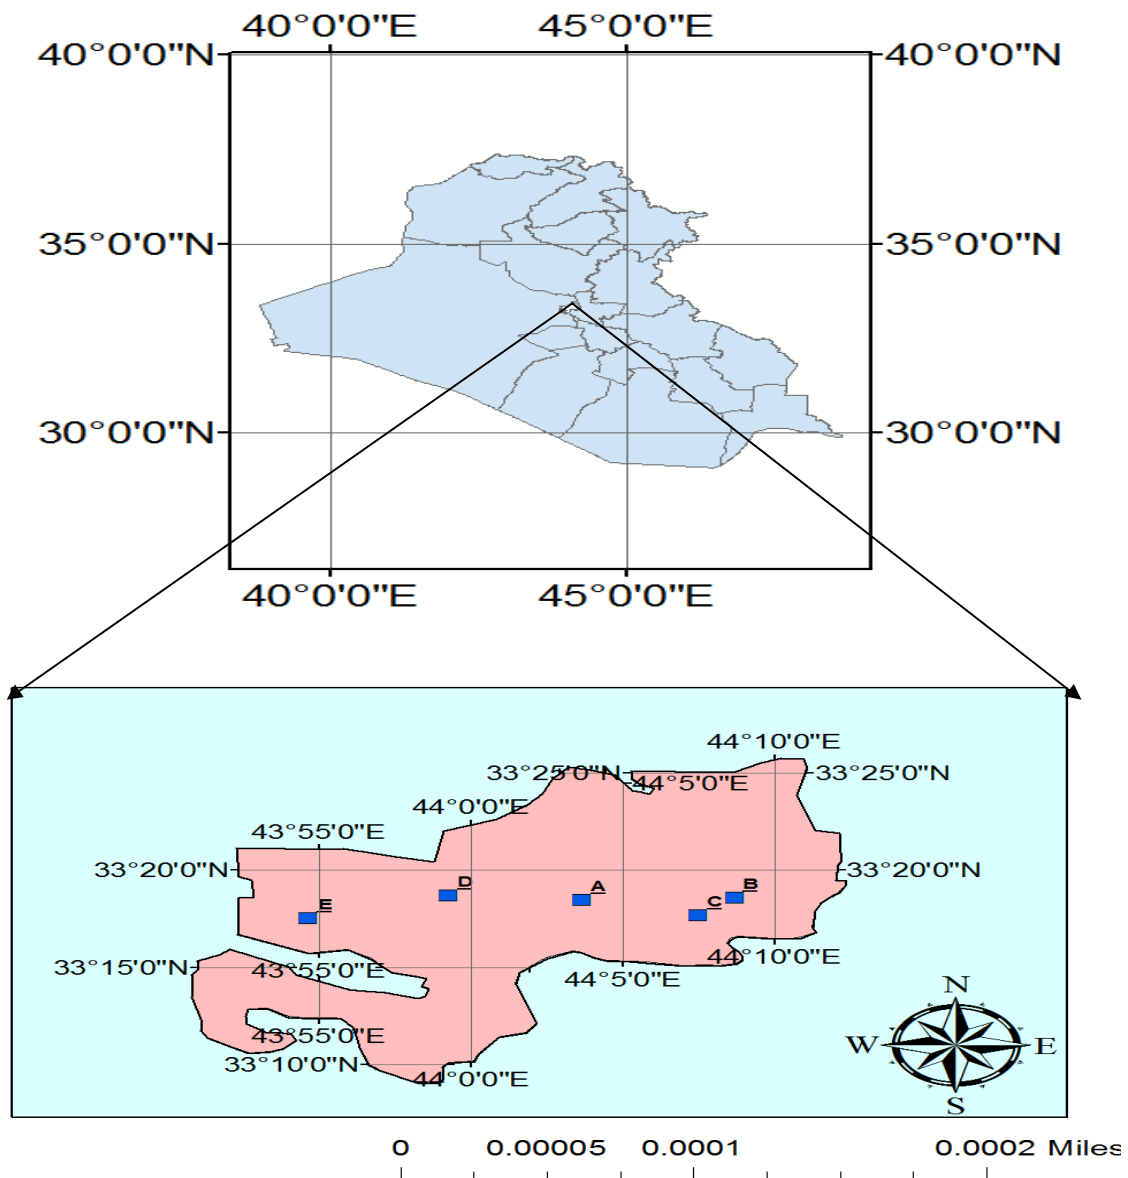 40°0'0"E 45°0'0"E
40°0'0"N 40°0'0"N
35°0'0"N 35°0'0"N
30°0'0"N 30°0'0"N
40°0'0"E 45°0'0"E
44°10'0"E
33°25'0"N 44°5'0"E 33°25'0"N
44°0'0"E
43°55'0"E
33°20'0"N 33°20'0"N
D A B
E C
44°10'0"E
33°15'0"N 43°55'0"E 44°5'0"E
N
43°55'0"E
W E
33°10'0"N 44°0'0"E
S
0 0.00005 0.0001 0.0002 Miles